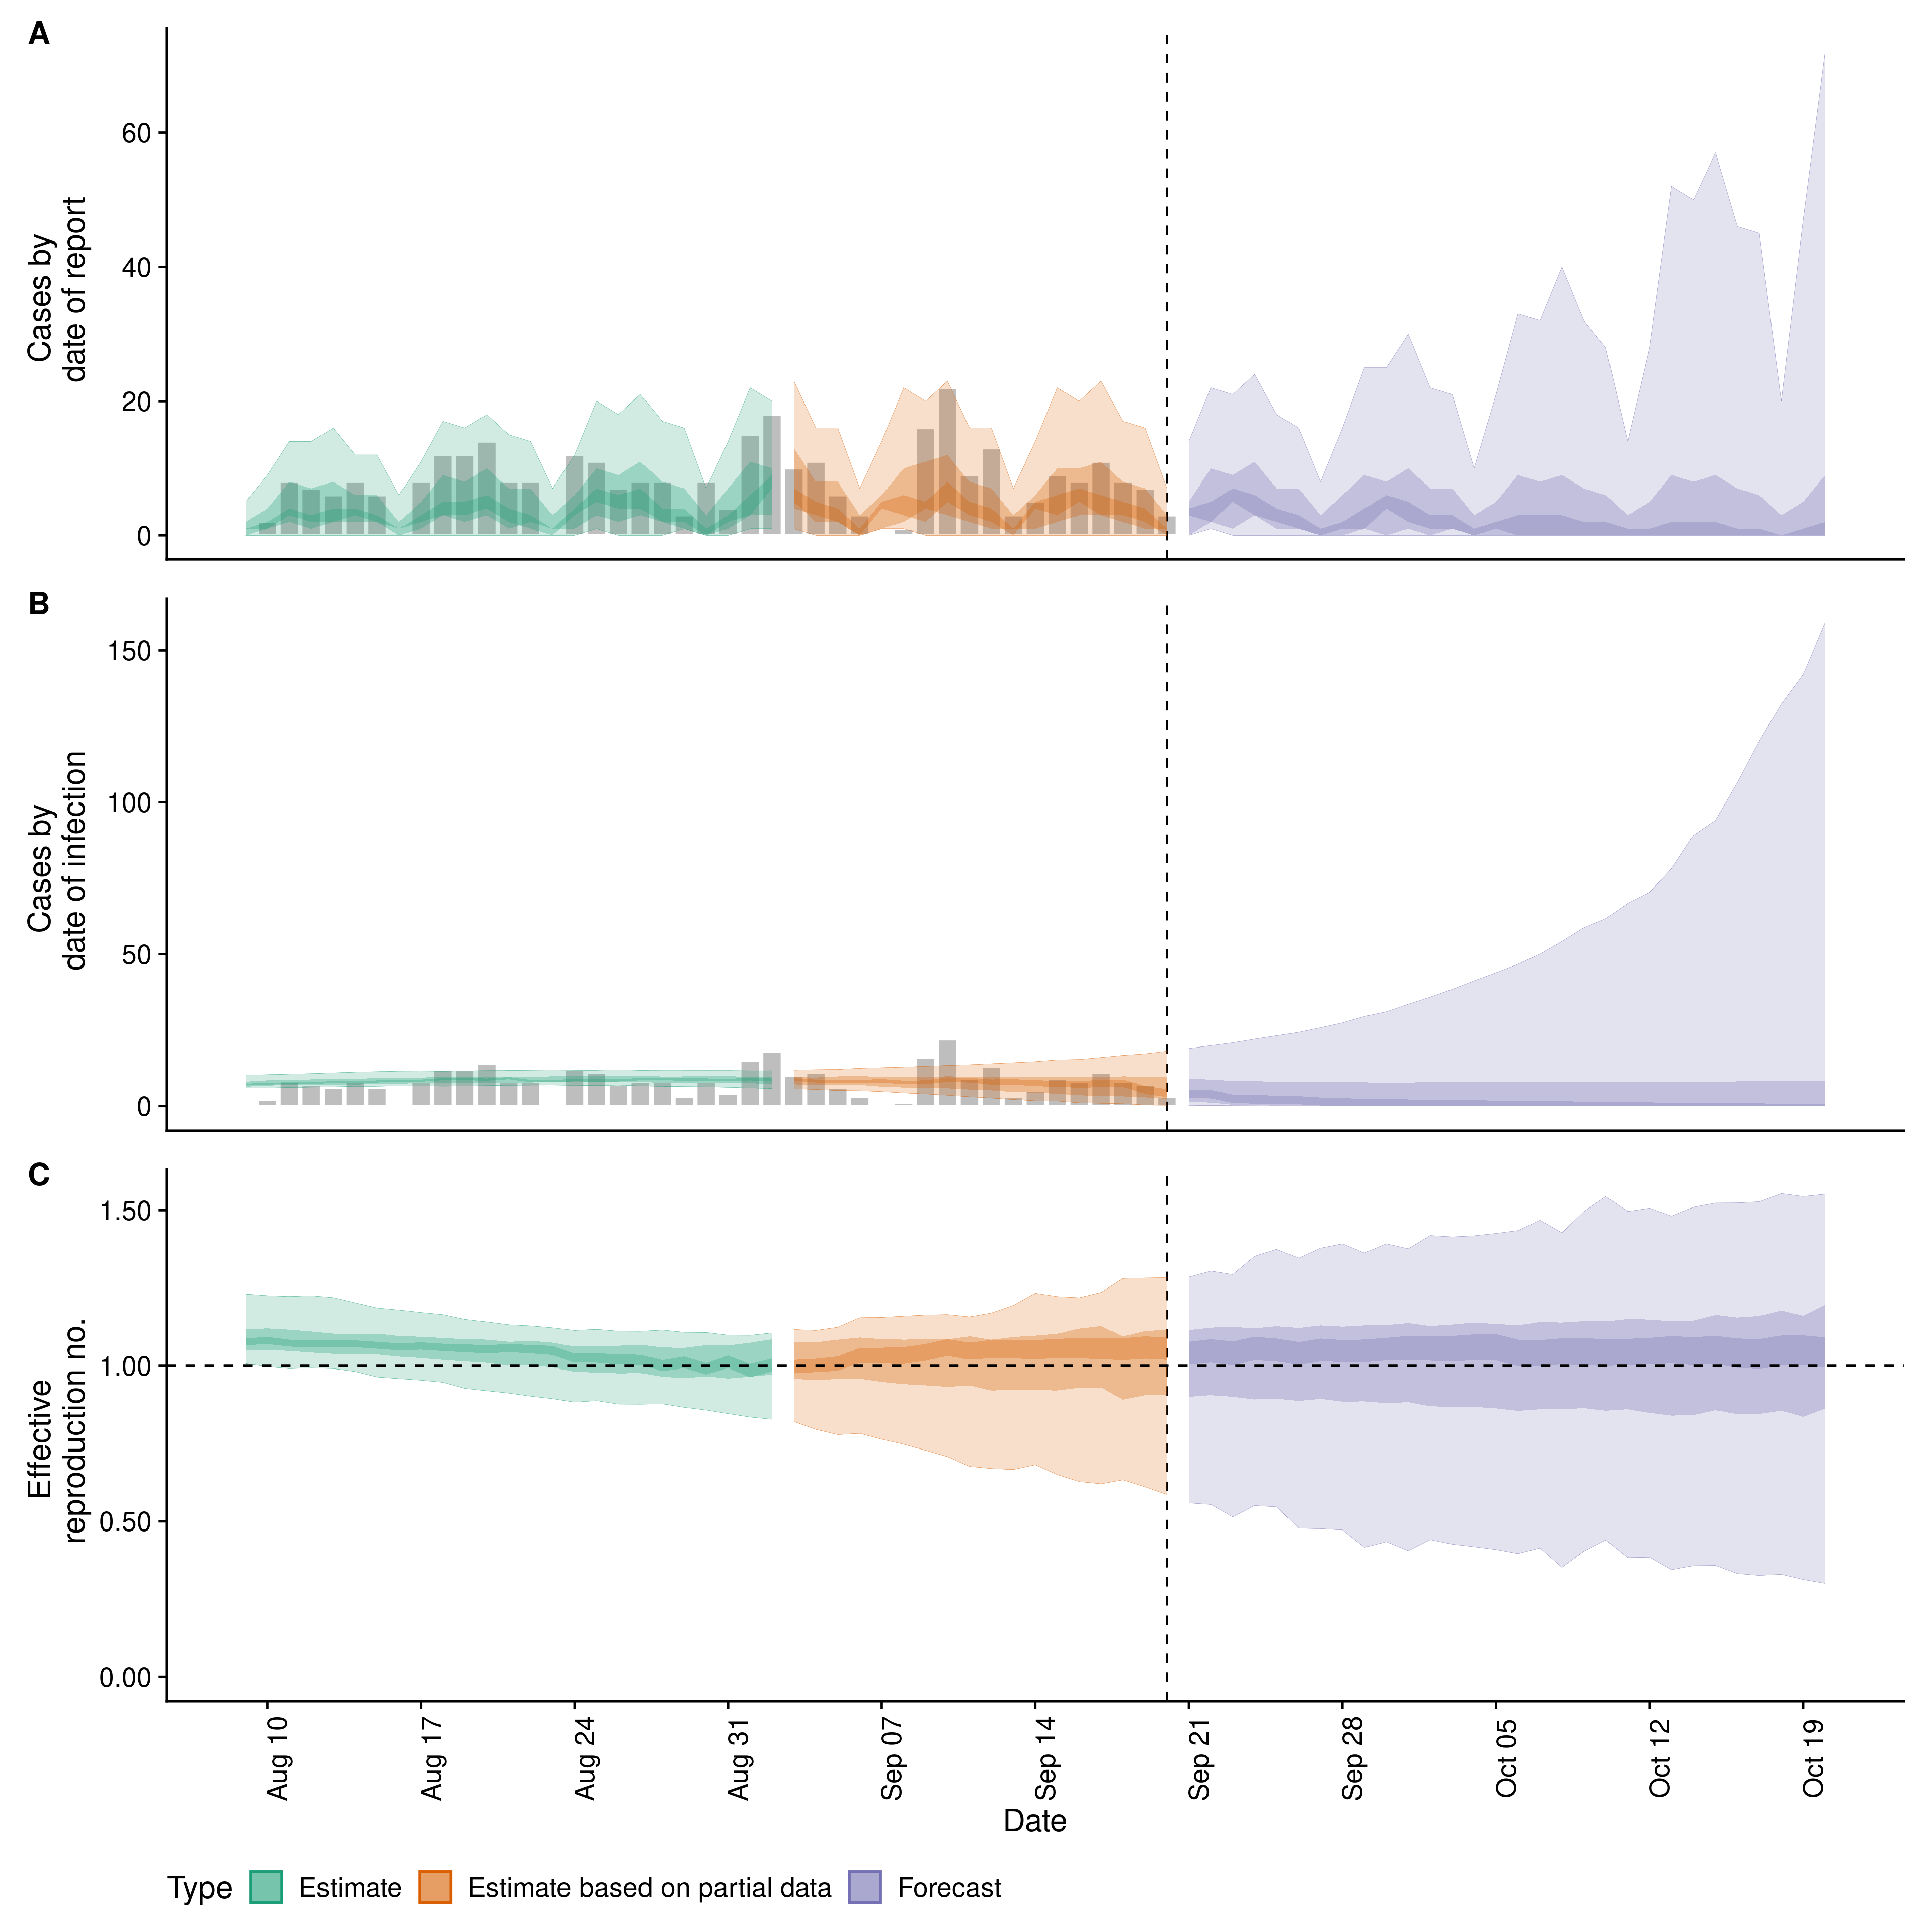 A
Cases by
date of report
60
40
20
0
B
Cases by
date of infection
150
100
50
0
C
Effective
reproduction no.
1.50
1.00
0.50
0.00
Aug 10
Aug 17
Aug 24
Aug 31
Sep 07
Sep 14
Sep 21
Sep 28
Oct 05
Oct 12
Oct 19
Date
Type Estimate Estimate based on partial data Forecast